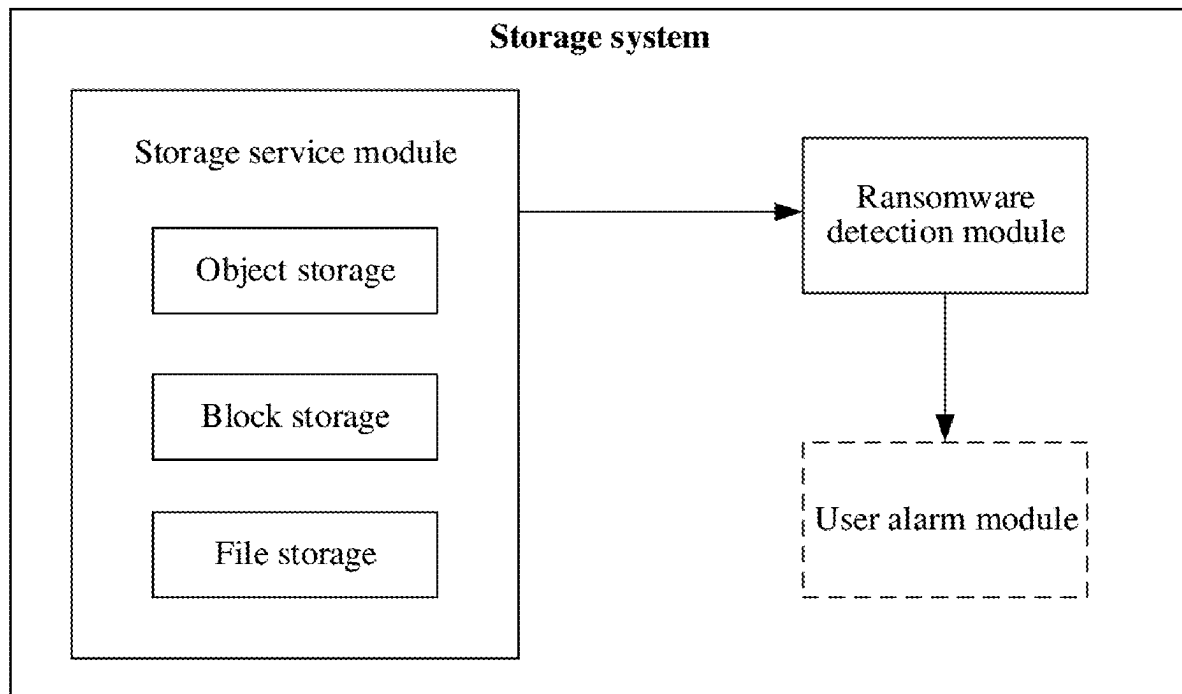 Storage system
Storage service module
Object storage
Block storage
File storage
Ransomware
detection module
User alarm module